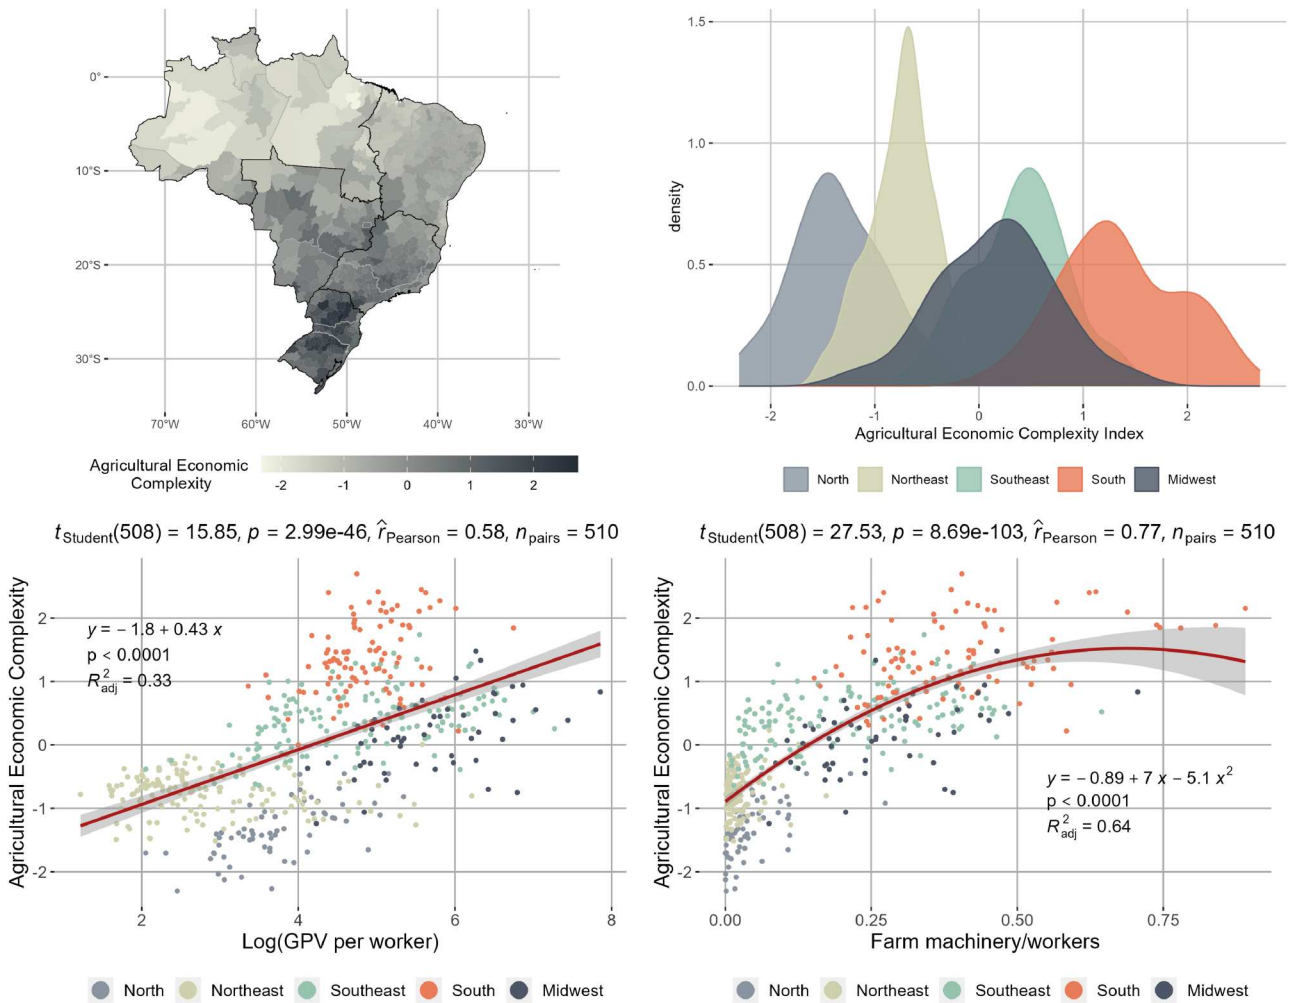 0°
10°S
20°S
30°S
70°W
60°W
50°W
40°W
30°W
Agricultural Economic
Complexity
-2
-1
0
1
2
1.5
1.0
0.5
0.0
density
-2
-1
0
1
2
Agricultural Economic Complexity Index
North
Northeast
Southeast
South
Midwest
t Student(508) = 15.85, p = 2.99e-46, r̂ Pearson = 0.58, n pairs = 510
Agricultural Economic Complexity
2
1
0
-1
-2
y = − 1.8 + 0.43 x
p < 0.0001
R²adj = 0.33
2
4
6
8
Log(GPV per worker)
North
Northeast
Southeast
South
Midwest
t Student(508) = 27.53, p = 8.69e-103, r̂ Pearson = 0.77, n pairs = 510
Agricultural Economic Complexity
2
1
0
-1
-2
y = − 0.89 + 7 x − 5.1 x²
p < 0.0001
R²adj = 0.64
0.00
0.25
0.50
0.75
Farm machinery/workers
North
Northeast
Southeast
South
Midwest